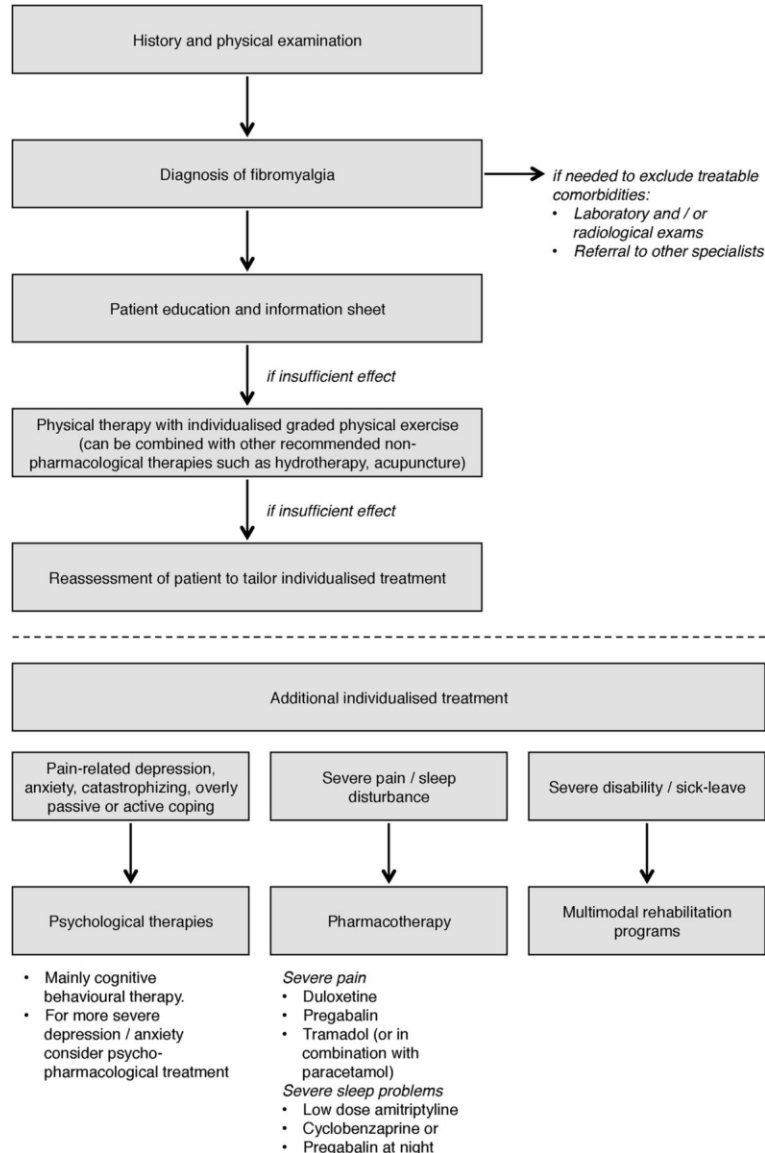 History and physical examination
Diagnosis of fibromyalgia
if needed to exclude treatable
comorbidities:
• Laboratory and / or
radiological exams
• Referral to other specialists
Patient education and information sheet
if insufficient effect
Physical therapy with individualised graded physical exercise
(can be combined with other recommended non-
pharmacological therapies such as hydrotherapy, acupuncture)
if insufficient effect
Reassessment of patient to tailor individualised treatment
Additional individualised treatment
Pain-related depression,
anxiety, catastrophizing, overly
passive or active coping
Severe pain / sleep
disturbance
Severe disability / sick-leave
Psychological therapies
Pharmacotherapy
Multimodal rehabilitation
programs
• Mainly cognitive
behavioural therapy.
• For more severe
depression / anxiety
consider psycho-
pharmacological treatment
Severe pain
• Duloxetine
• Pregabalin
• Tramadol (or in
combination with
paracetamol)
Severe sleep problems
• Low dose amitriptyline
• Cyclobenzaprine or
• Pregabalin at night